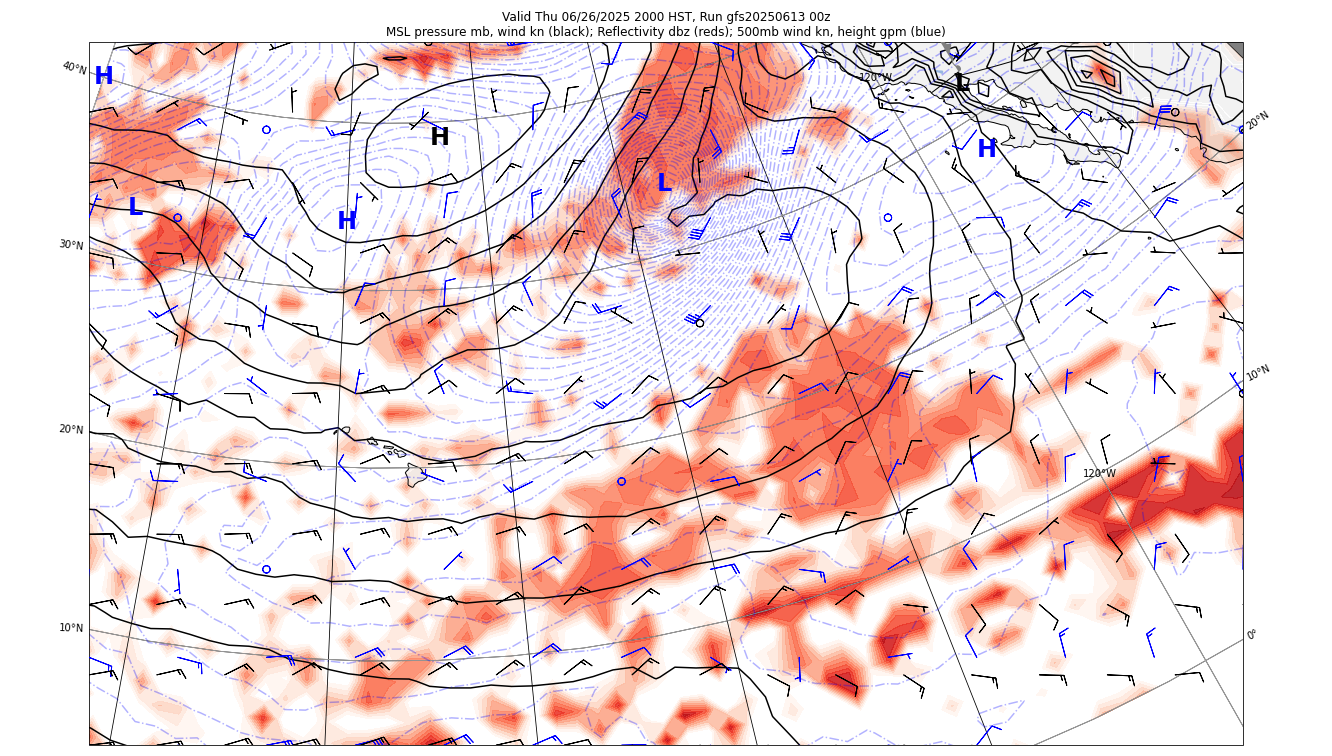 Valid Thu 06/26/2025 2000 HST, Run gfs20250613 00z
MSL pressure mb, wind kn (black); Reflectivity dbz (reds); 500mb wind kn, height gpm (blue)
40°N
H
120°W
L
20°N
H
H
L
L
H
30°N
10°N
20°N
120°W
10°N
0°